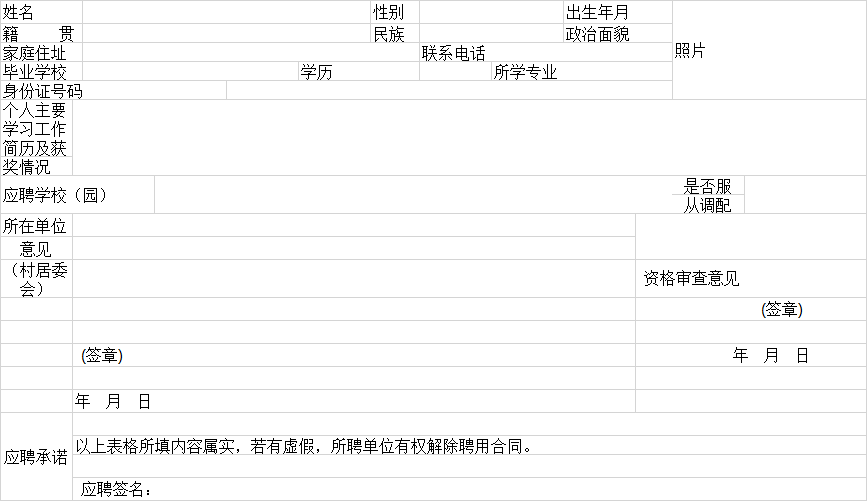 姓名 性别 出生年月
籍 贯 民族 政治面貌
照片
家庭住址 联系电话
毕业学校 学历 所学专业
身份证号码
个人主要
学习工作
简历及获
奖情况
应聘学校（园） 是否服
从调配
所在单位
意见
（村居委
会）
资格审查意见
(签章)
(签章) 年 月 日
年 月 日
应聘承诺
以上表格所填内容属实，若有虚假，所聘单位有权解除聘用合同。
应聘签名：